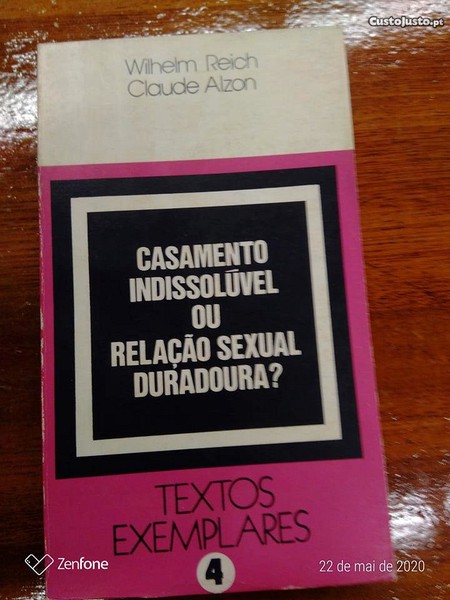 CustoJusto.pt
Wilhelm Reich
Claude Alzon
CASAMENTO
INDISSOLÚVEL
OU
RELAÇÃO SEXUAL
DURADOURA?
TEXTOS
EXEMPLARES
4
Zenfone
22 de mai de 2020